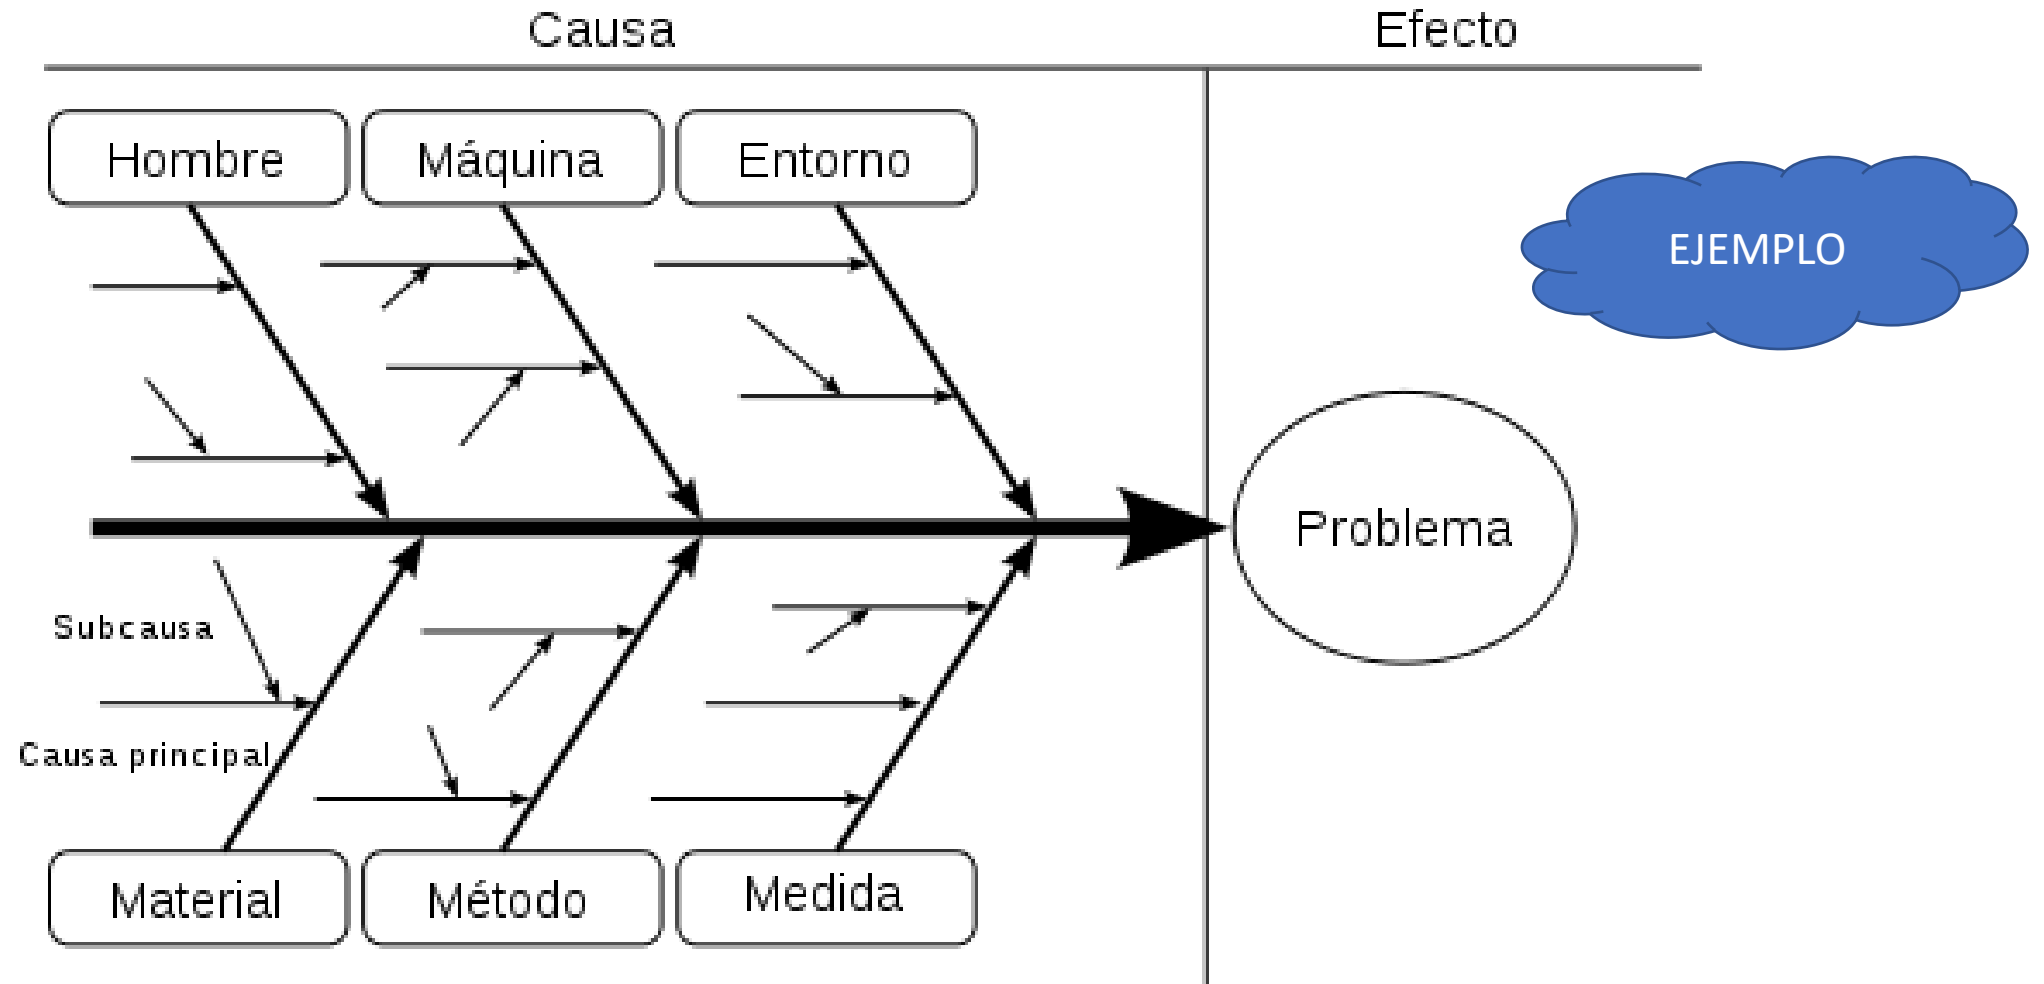 Causa
Efecto
Hombre
Máquina
Entorno
EJEMPLO
Problema
Subcausa
Causa principal
Material
Método
Medida